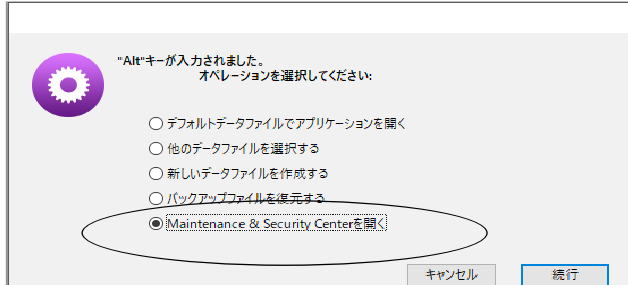 "Alt"キーが入力されました。
オペレーションを選択してください:
デフォルトデータファイルでアプリケーションを開く
他のデータファイルを選択する
新しいデータファイルを作成する
バックアップファイルを復元する
Maintenance & Security Centerを開く
キャンセル
続行